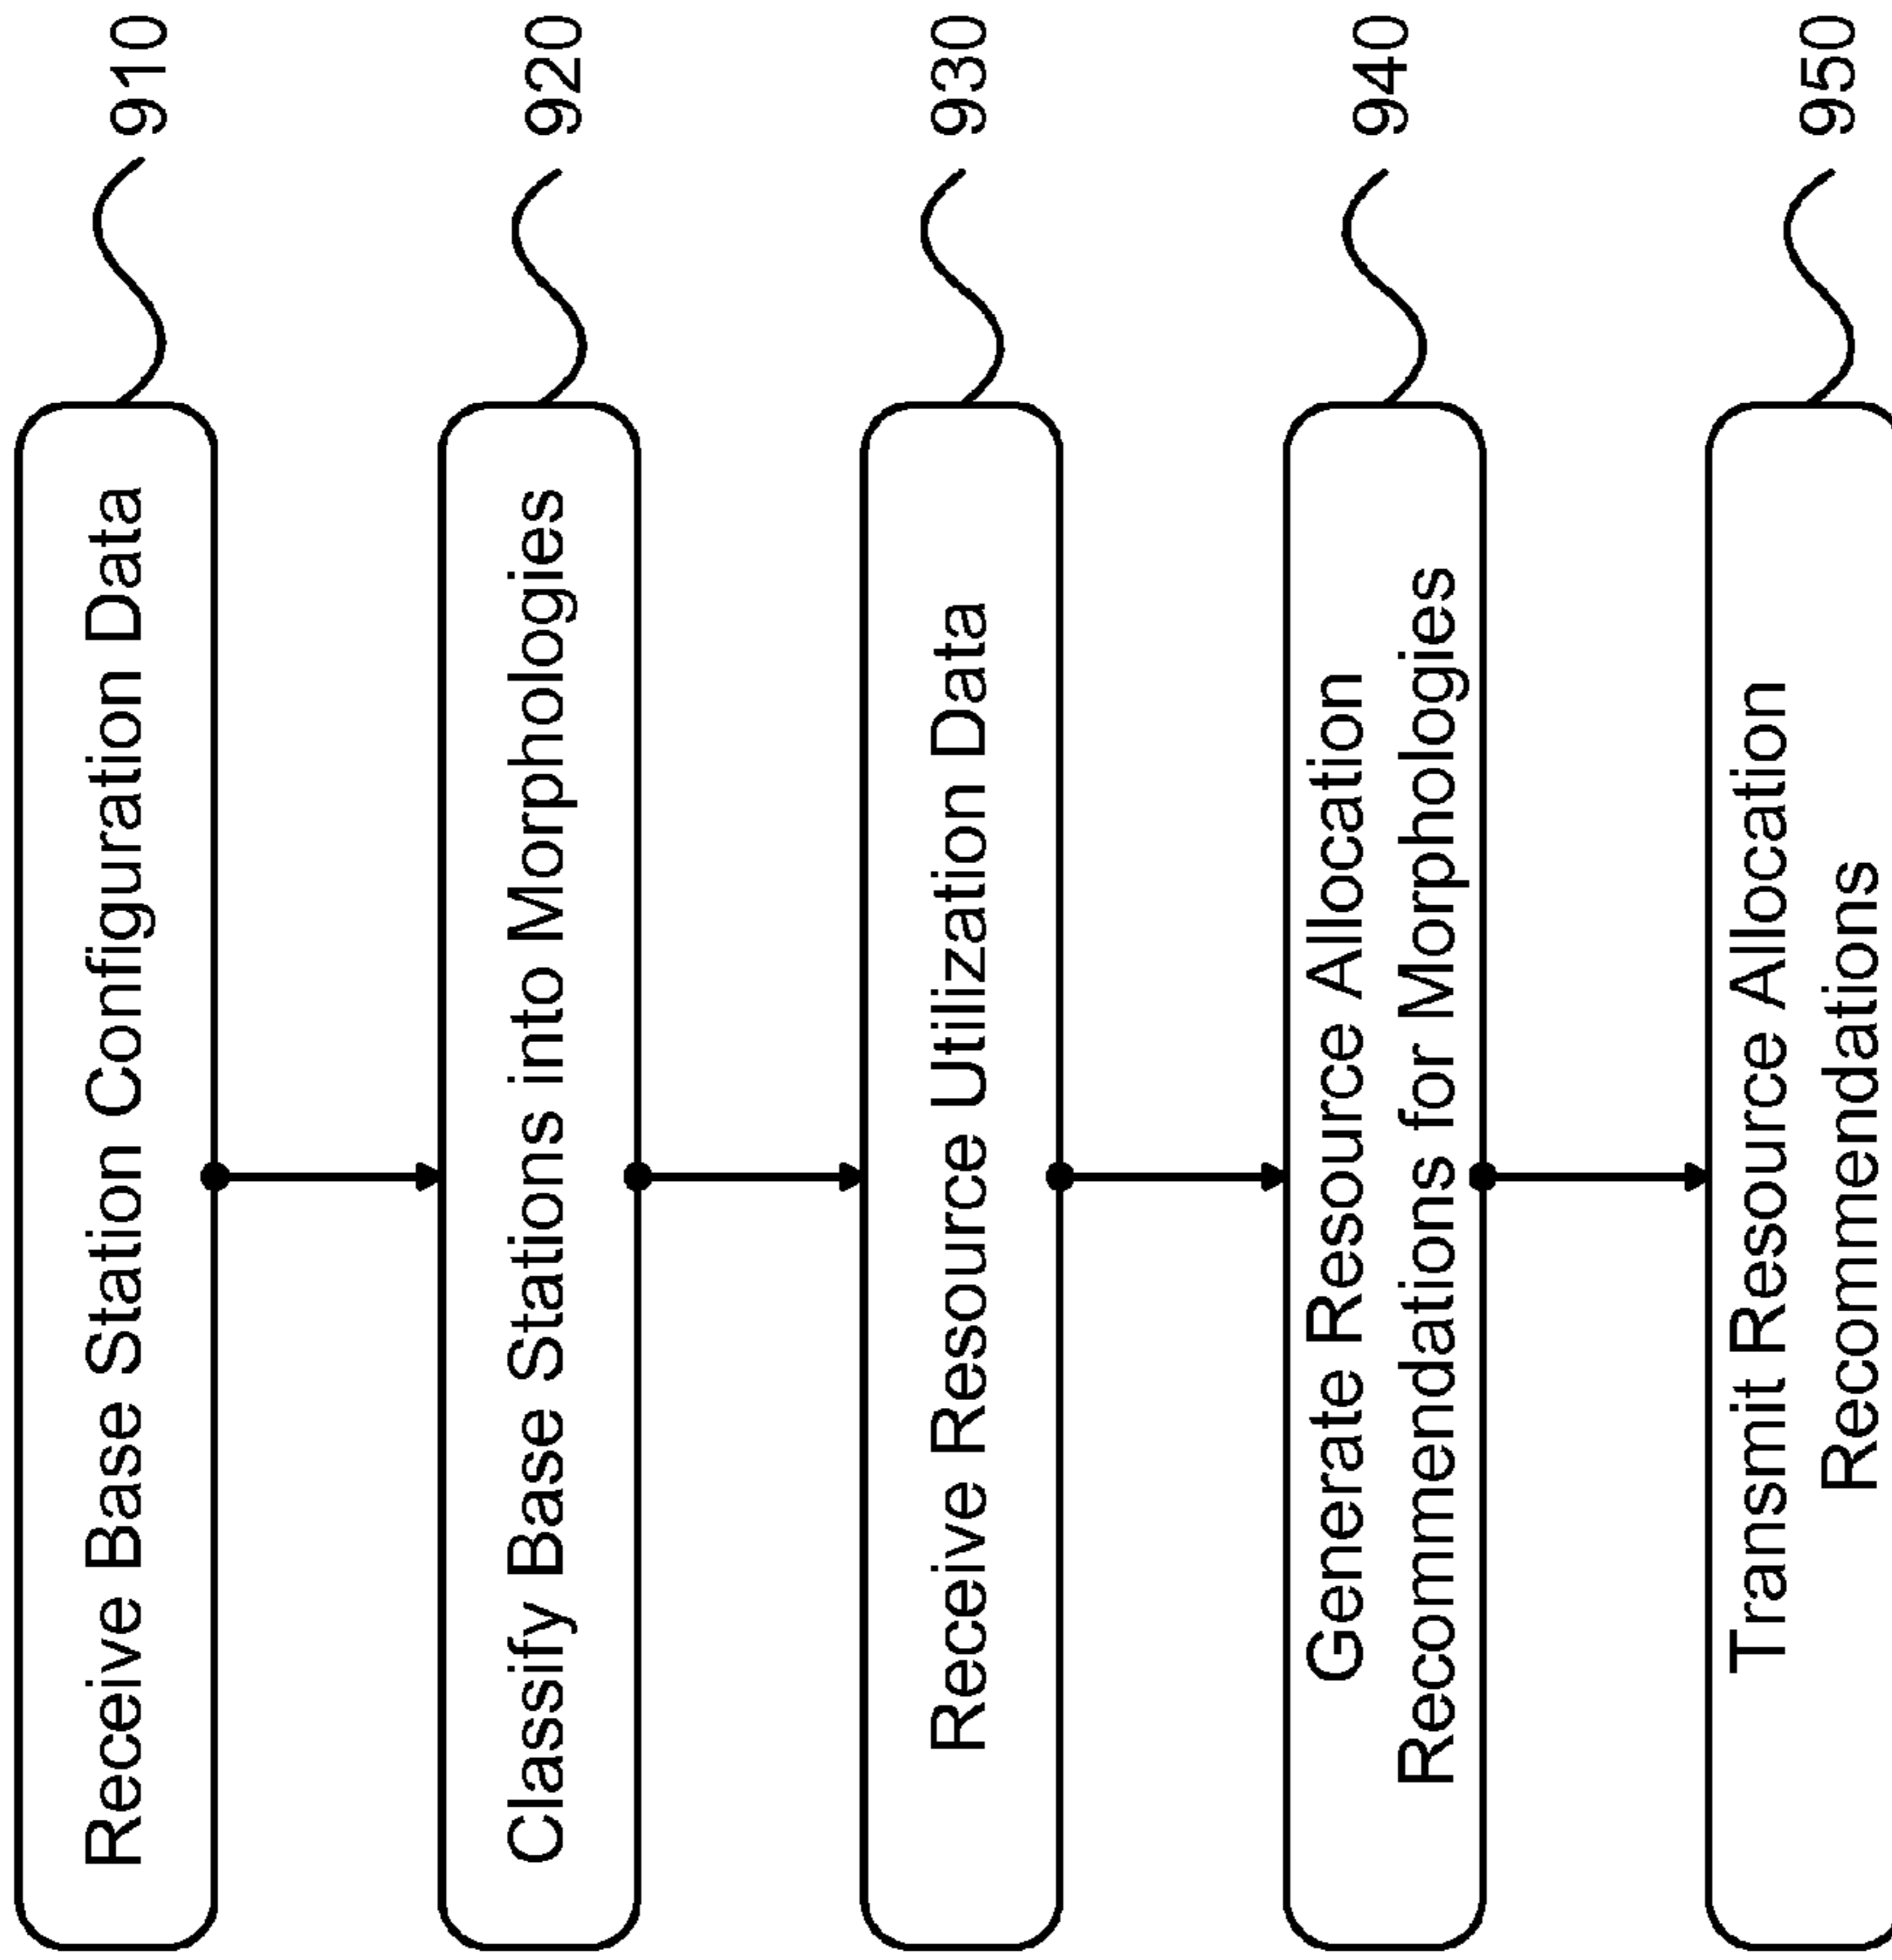 Receive Base Station Configuration Data
910
Classify Base Stations into Morphologies
920
Receive Resource Utilization Data
930
Generate Resource Allocation
Recommendations for Morphologies
940
Transmit Resource Allocation
Recommendations
950